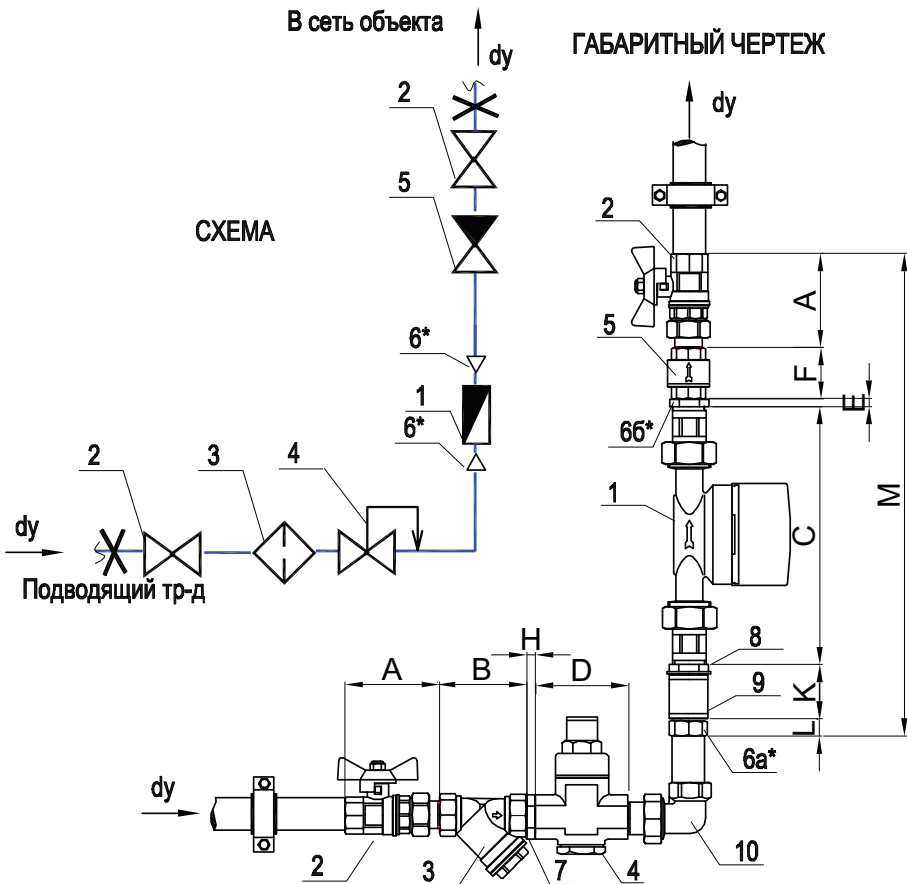 В сеть объекта
dy
ГАБАРИТНЫЙ ЧЕРТЕЖ
2
dy
5
СХЕМА
2
A
5
F
E
6*
1
6*
6б*
2
3
4
M
1
C
dy
Подводящий тр-д
H
8
A
B
D
9
K
L
6а*
dy
2
3
7
4
10